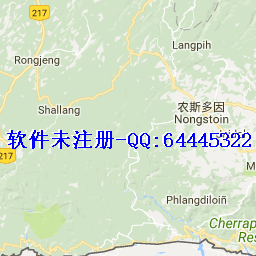 217
Langpih
Rongjeng
Shallang
农斯多因
Nongstoin
软件未注册-QQ:64445322
217
Phlangdiloiñ
Cherrap
Res